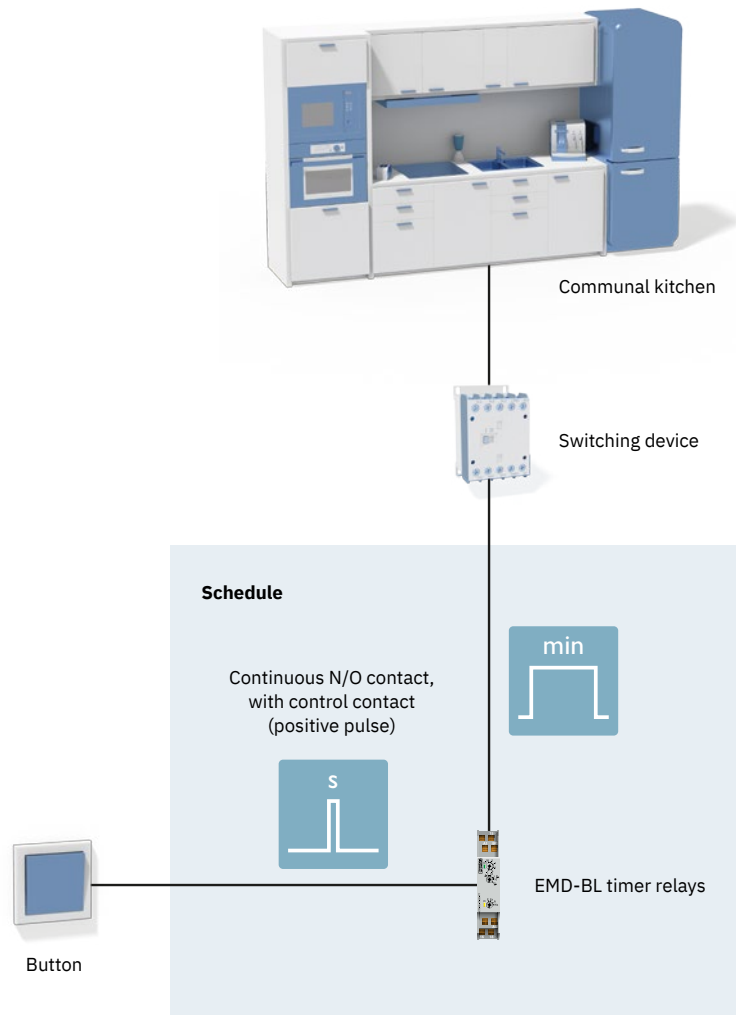 Communal kitchen
Switching device
Schedule
min
Continuous N/O contact,
with control contact
(positive pulse)
s
EMD-BL timer relays
Button